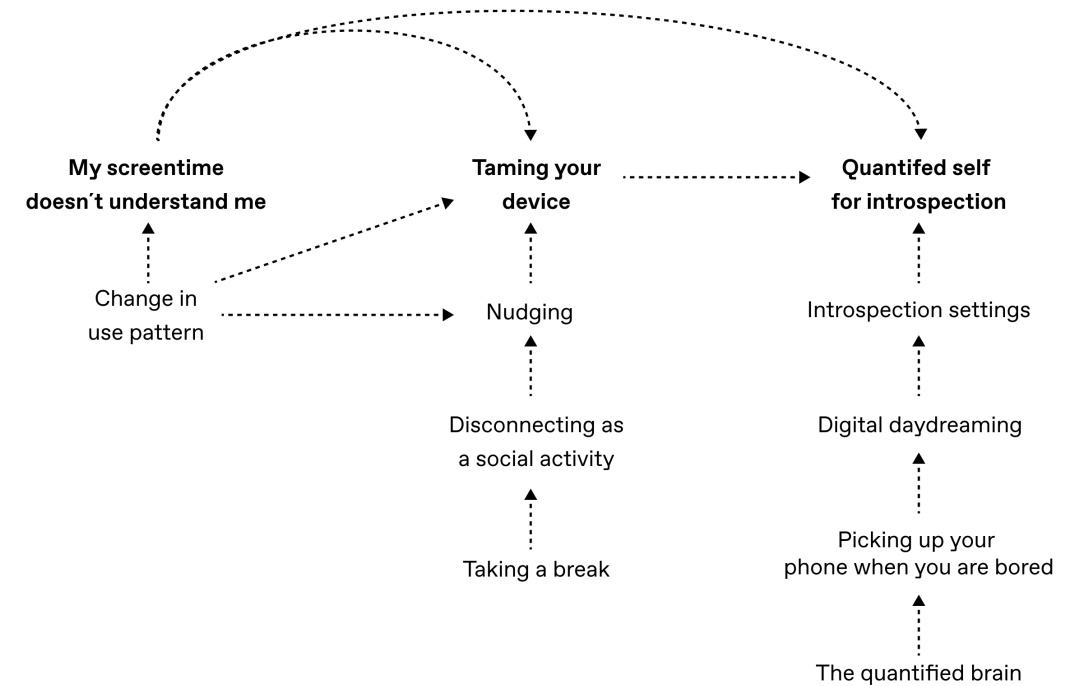 My screentime
doesn´t understand me
Taming your
device
Quantifed self
for introspection
Change in
use pattern
Nudging
Introspection settings
Disconnecting as
a social activity
Digital daydreaming
Taking a break
Picking up your
phone when you are bored
The quantified brain